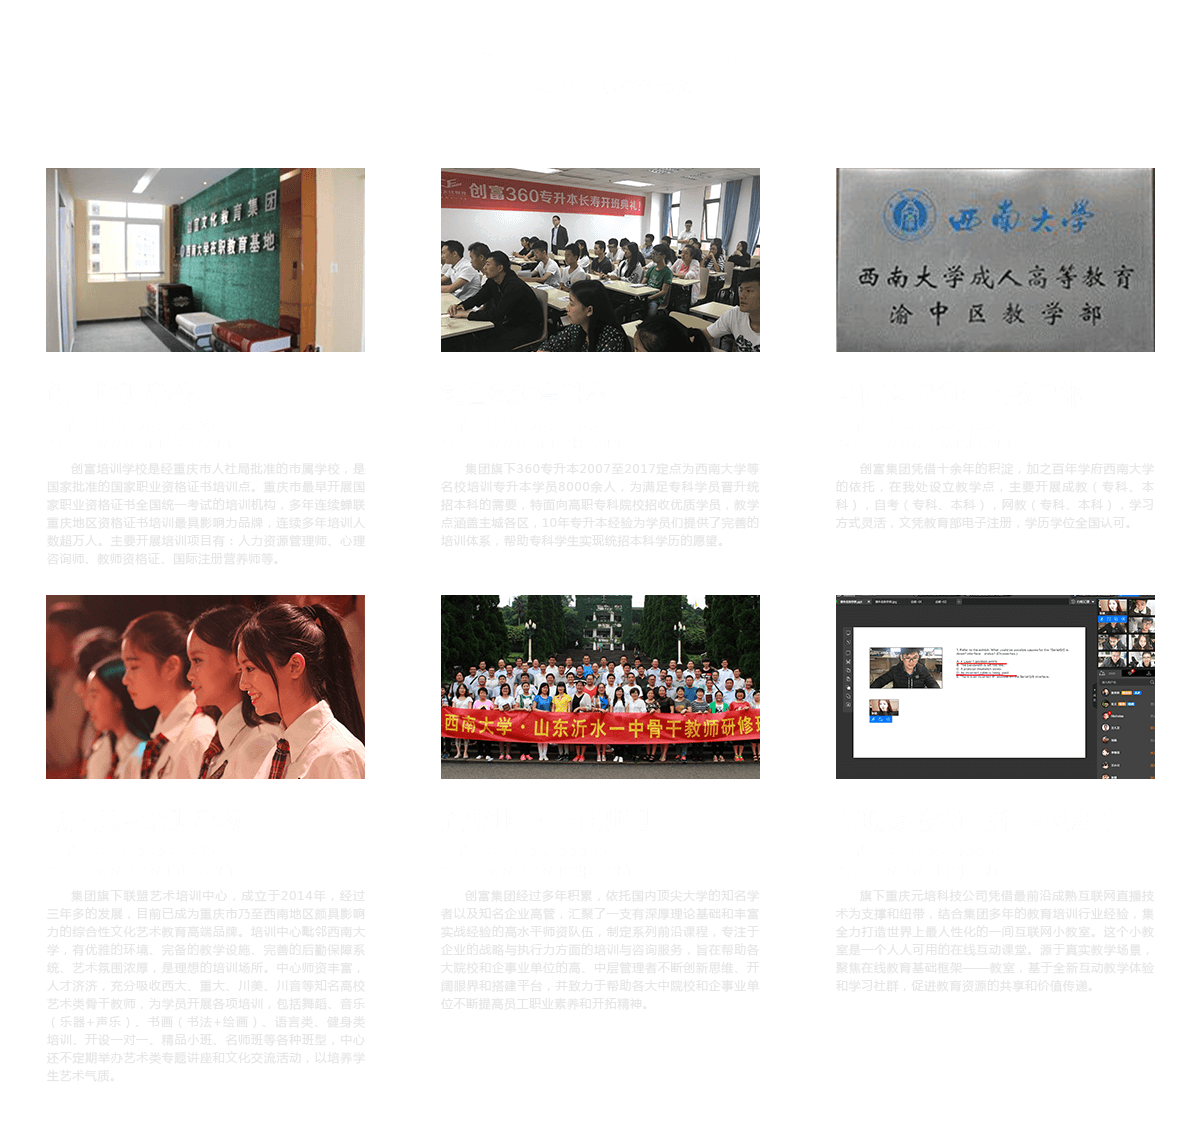 创富文化教育集团
西南大学在职教育基地
创富360专升本长寿开班典礼!
西南大学
西南大学成人高等教育
渝中区教学部
创富培训学校是经重庆市人社局批准的市属学校，是
国家批准的国家职业资格证书培训点。重庆市最早开展国
家职业资格证书全国统一考试的培训机构，多年连续蝉联
重庆地区资格证书培训最具影响力品牌，连续多年培训人
数超万人。主要开展培训项目有：人力资源管理师、心理
咨询师、教师资格证、国际注册营养师等。
集团旗下360专升本2007至2017定点为西南大学等
名校培训专升本学员8000余人，为满足专科学员晋升统
招本科的需要，特面向高职专科院校招收优质学员，教学
点涵盖主城各区，10年专升本经验为学员们提供了完善的
培训体系，帮助专科学生实现统招本科学历的愿望。
创富集团凭借十余年的积淀，加之百年学府西南大学
的依托，在我处设立教学点，主要开展成教（专科、本
科），自考（专科、本科），网教（专科、本科），学习
方式灵活，文凭教育部电子注册，学历学位全国认可。
西南大学·山东沂水一中骨干教师研修班
集团旗下联盟艺术培训中心，成立于2014年，经过
三年多的发展，目前已成为重庆市乃至西南地区颇具影响
力的综合性文化艺术教育高端品牌。培训中心毗邻西南大
学，有优雅的环境、完备的教学设施、完善的后勤保障系
统、艺术氛围浓厚，是理想的培训场所。中心师资丰富，
人才济济，充分吸收西大、重大、川美、川音等知名高校
艺术类骨干教师，为学员开展各项培训，包括舞蹈、音乐
（乐器+声乐）、书画（书法+绘画）、语言类、健身类
培训、开设一对一、精品小班、名师班等各种班型，中心
还不定期举办艺术类专题讲座和文化交流活动，以培养学
生艺术气质。
创富集团经过多年积累，依托国内顶尖大学的知名学
者以及知名企业高管，汇聚了一支有深厚理论基础和丰富
实战经验的高水平师资队伍，制定系列前沿课程，专注于
企业的战略与执行力方面的培训与咨询服务，旨在帮助各
大院校和企事业单位的高、中层管理者不断创新思维、开
阔眼界和搭建平台，并致力于帮助各大中院校和企事业单
位不断提高员工职业素养和开拓精神。
旗下重庆元培科技公司凭借最前沿成熟互联网直播技
术为支撑和纽带，结合集团多年的教育培训行业经验，集
全力打造世界上最人性化的一间互联网小教室。这个小教
室是一个人人可用的在线互动课堂。源于真实教学场景，
聚焦在线教育基础框架——教室，基于全新互动教学体验
和学习社群，促进教育资源的共享和价值传递。